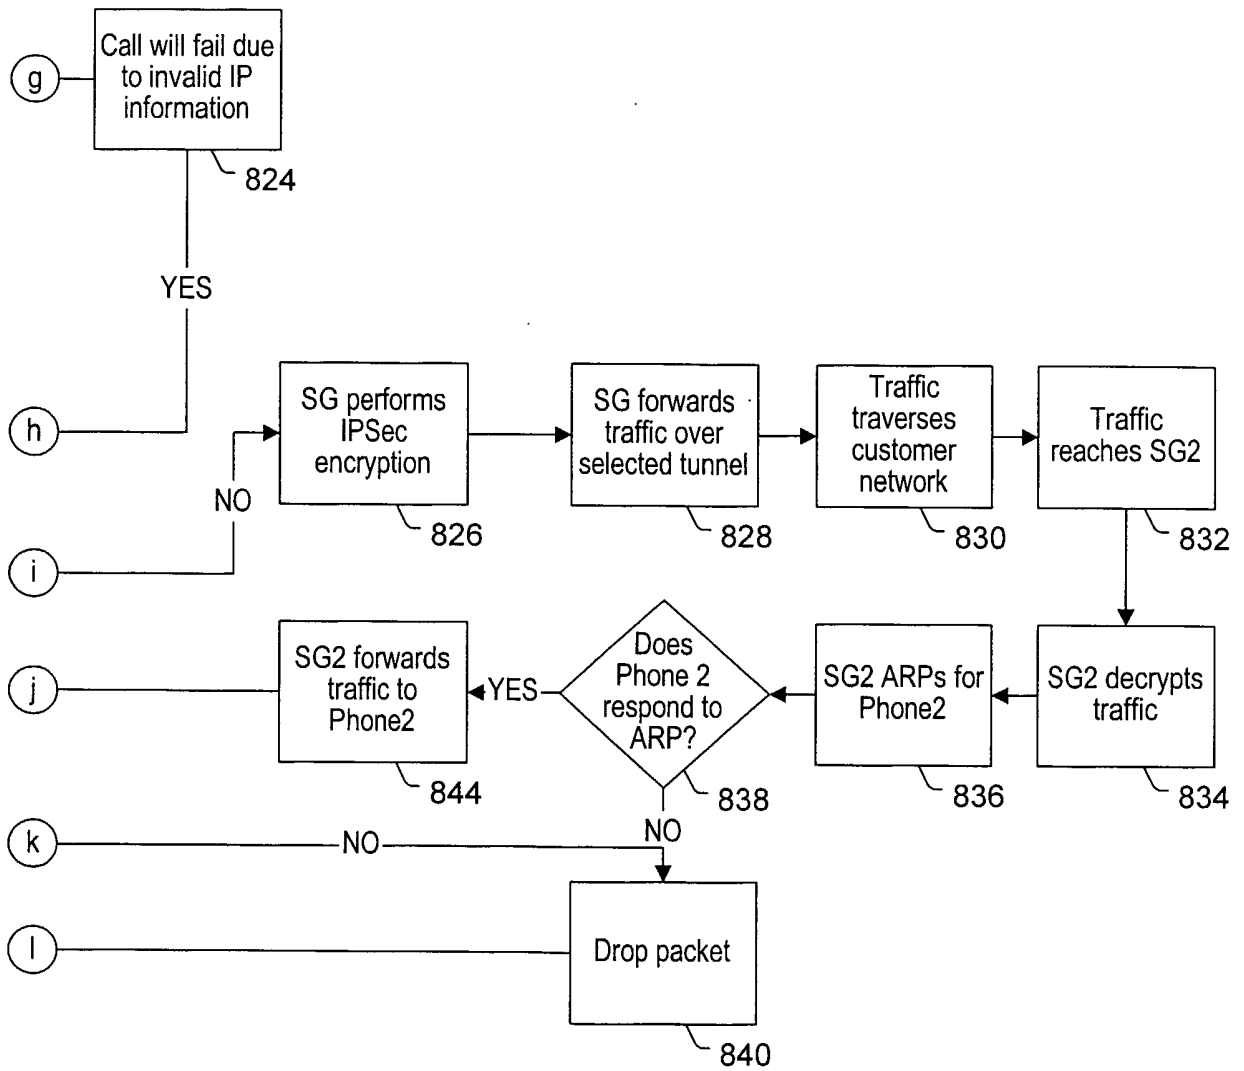 Call will fail due
to invalid IP
information
g
824
YES
h
SG performs
IPSec
encryption
826
SG forwards
traffic over
selected tunnel
828
Traffic
traverses
customer
network
830
Traffic
reaches SG2
832
NO
i
j
SG2 forwards
traffic to
Phone2
844
YES
Does
Phone 2
respond to
ARP?
838
SG2 ARPs for
Phone2
836
SG2 decrypts
traffic
834
NO
k
NO
l
Drop packet
840